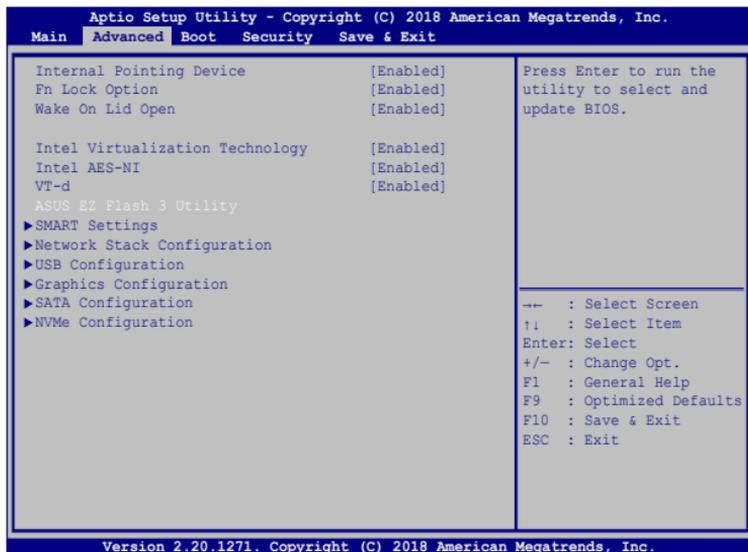 Aptio Setup Utility - Copyright (C) 2018 American Megatrends, Inc.
Main Advanced Boot Security Save & Exit
Internal Pointing Device [Enabled]
Fn Lock Option [Enabled]
Wake On Lid Open [Enabled]
Intel Virtualization Technology [Enabled]
Intel AES-NI [Enabled]
VT-d [Enabled]
ASUS EZ Flash 3 Utility
▶SMART Settings
▶Network Stack Configuration
▶USB Configuration
▶Graphics Configuration
▶SATA Configuration
▶NVMe Configuration
Press Enter to run the
utility to select and
update BIOS.
→← : Select Screen
↑↓ : Select Item
Enter: Select
+/— : Change Opt.
F1 : General Help
F9 : Optimized Defaults
F10 : Save & Exit
ESC : Exit
Version 2.20.1271. Copyright (C) 2018 American Megatrends, Inc.